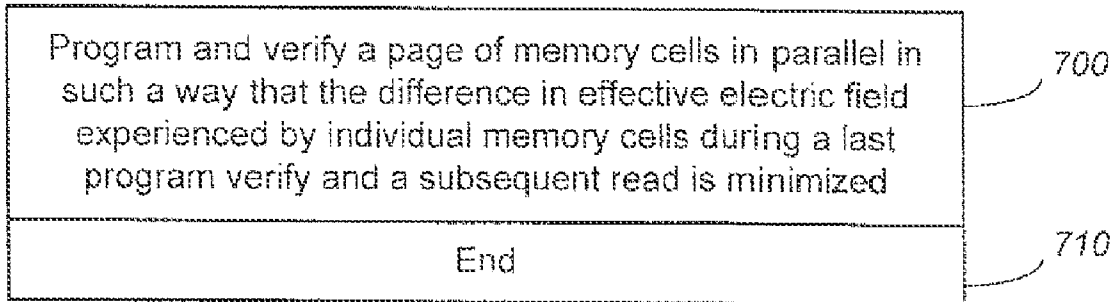 Program and verify a page of memory cells in parallel in
such a way that the difference in effective electric field
experienced by individual memory cells during a last
program verify and a subsequent read is minimized
700
End
710